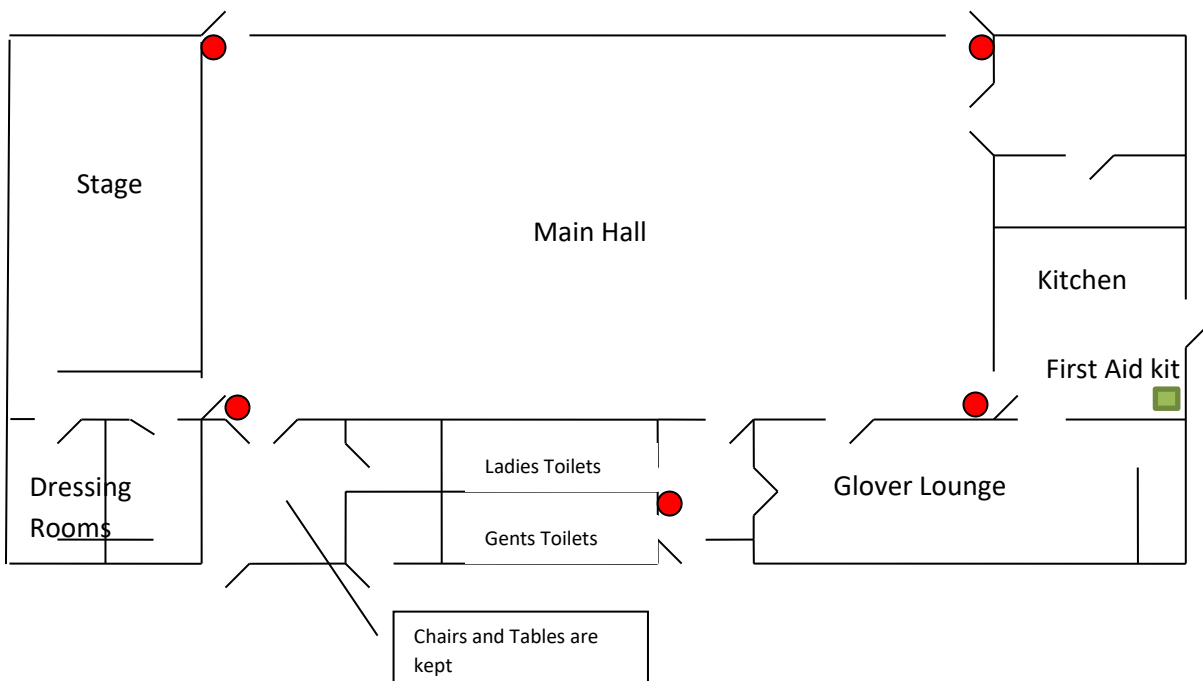 Stage
Main Hall
Kitchen
First Aid kit
Ladies Toilets
Dressing
Rooms
Glover Lounge
Gents Toilets
Chairs and Tables are
kept